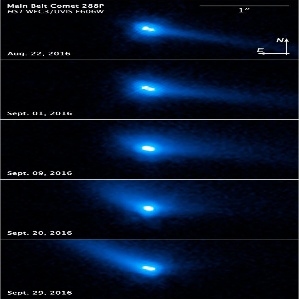 Main Belt Comet 288P
HST WFC3/UVIS F606W
1"
N
E
Aug. 22, 2016
Sept. 01, 2016
Sept. 09, 2016
Sept. 20, 2016
Sept. 29, 2016